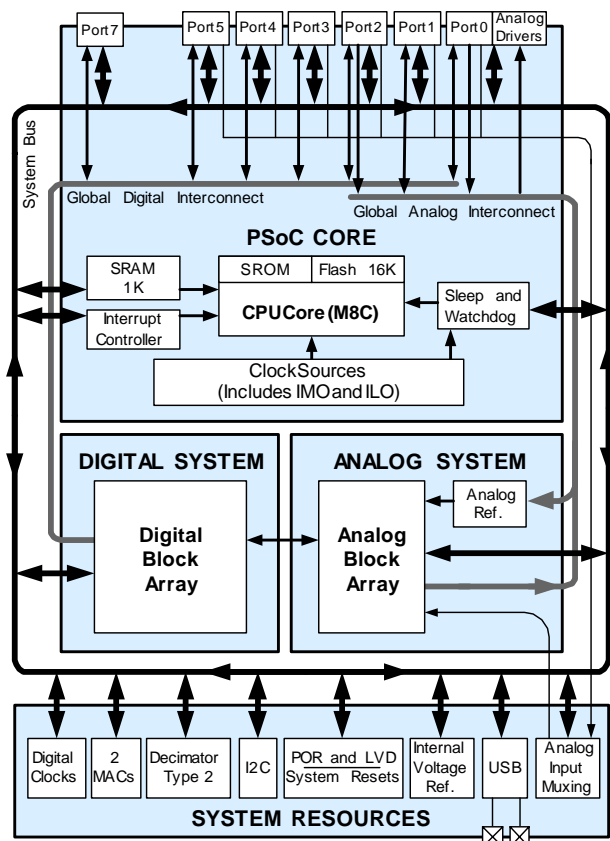 Port7
Port5
Port4
Port3
Port2
Port1
Port0
Analog
Drivers
System Bus
Global Digital Interconnect
Global Analog Interconnect
PSoC CORE
SRAM
1K
SROM
Flash 16K
CPUCore (M8C)
Sleep and
Watchdog
Interrupt
Controller
ClockSources
(Includes IMO and ILO)
DIGITAL SYSTEM
ANALOG SYSTEM
Digital
Block
Array
Analog
Block
Array
Analog
Ref.
Digital
Clocks
2
MACs
Decimator
Type 2
I2C
POR and LVD
System Resets
Internal
Voltage
Ref.
USB
Analog
Input
Muxing
SYSTEM RESOURCES